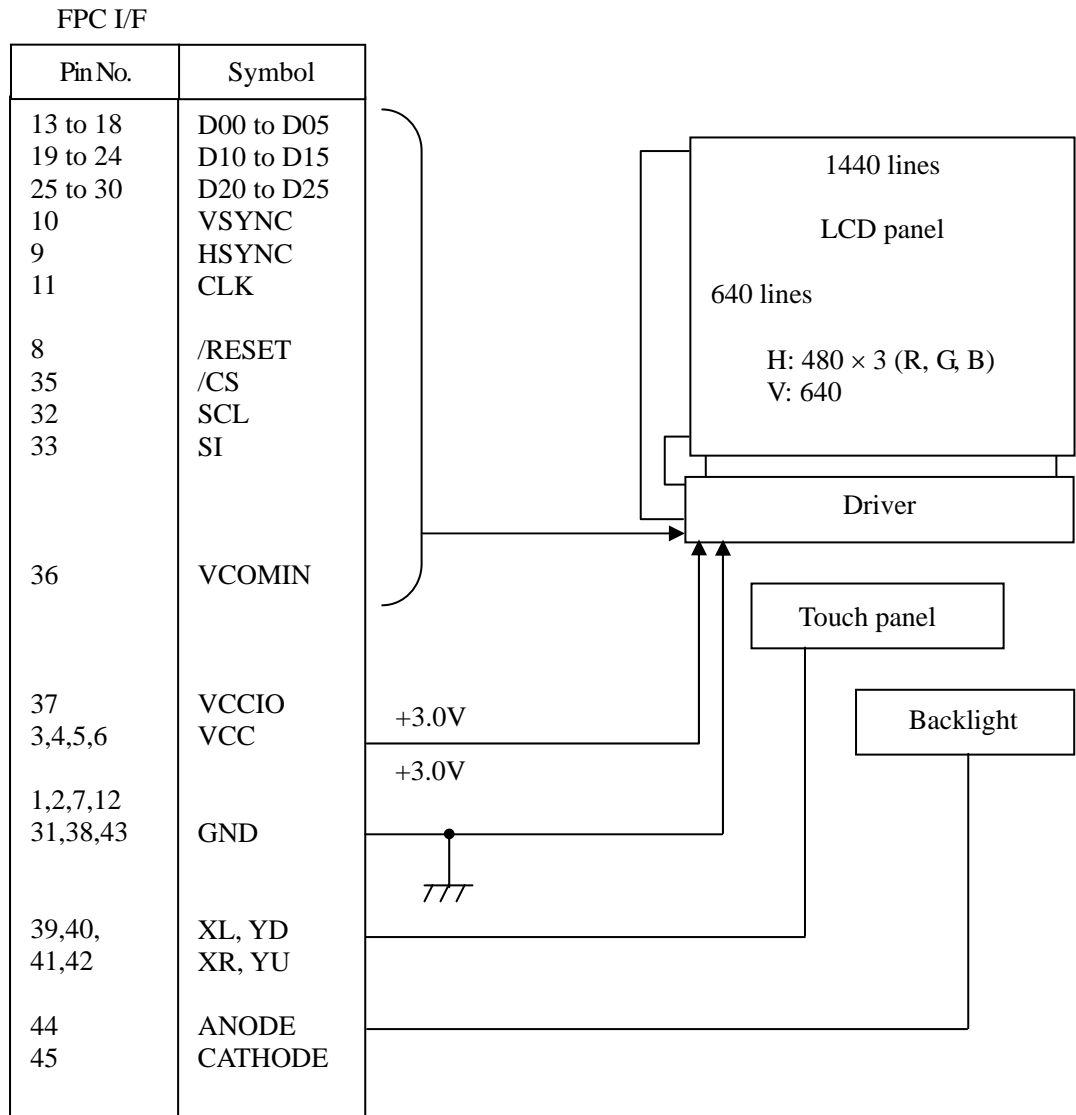 FPC I/F
Pin No. Symbol
13 to 18 D00 to D05
19 to 24 D10 to D15
25 to 30 D20 to D25
10 VSYNC
9 HSYNC
11 CLK
8 /RESET
35 /CS
32 SCL
33 SI
36 VCOMIN
37 VCCIO
3,4,5,6 VCC
1,2,7,12
31,38,43 GND
39,40, XL, YD
41,42 XR, YU
44 ANODE
45 CATHODE
+3.0V
+3.0V
1440 lines
LCD panel
640 lines
H: 480 × 3 (R, G, B)
V: 640
Driver
Touch panel
Backlight